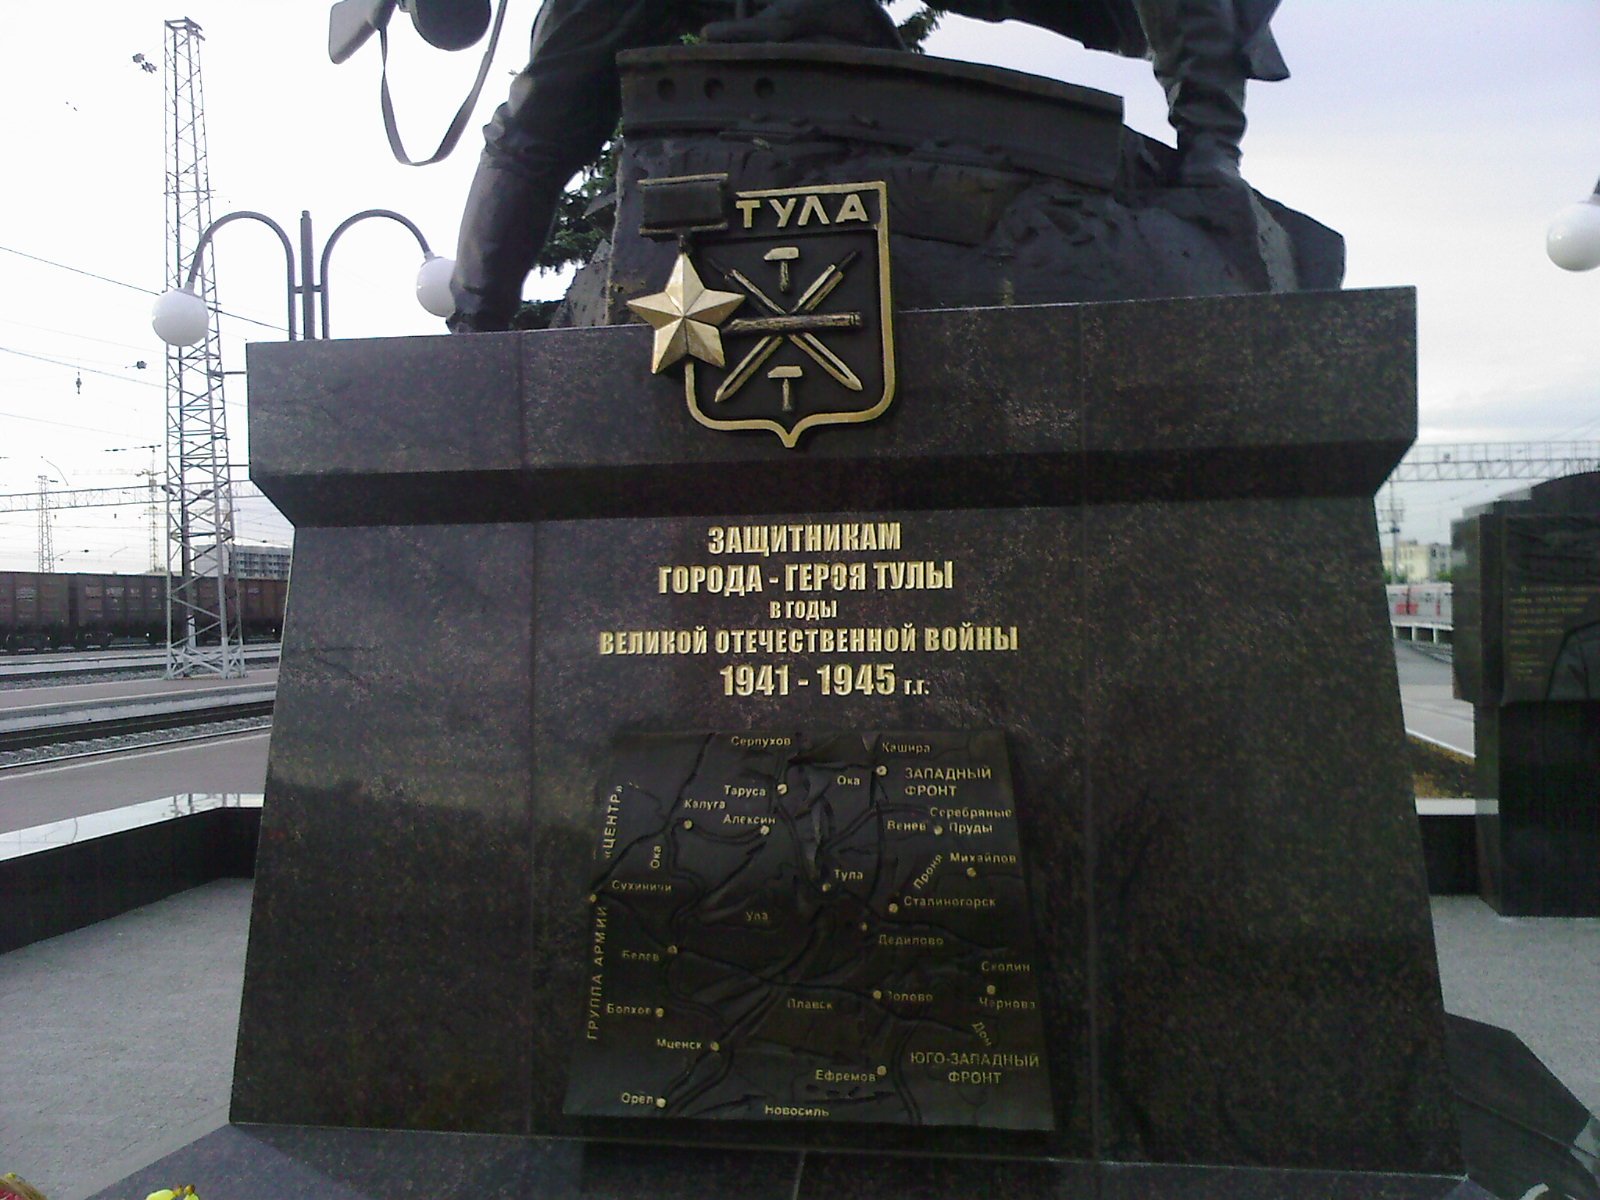 ТУЛА
ЗАЩИТНИКАМ
ГОРОДА - ГЕРОЯ ТУЛЫ
В ГОДЫ
ВЕЛИКОЙ ОТЕЧЕСТВЕННОЙ ВОЙНЫ
1941 - 1945 г.г.
Серпухов
Кашира
Ока
ЗАПАДНЫЙ
ФРОНТ
Таруса
Калуга
Алексин
Серебряные
Пруды
Венев
ГРУППА АРМИЙ «ЦЕНТР»
Ока
Михайлов
Проня
Тула
Сухиничи
Сталиногорск
Упа
Дедилово
Белев
Скопин
Плавск
Волово
Чернова
Болхов
Дон
Мценск
ЮГО-ЗАПАДНЫЙ
ФРОНТ
Ефремов
Орел
Новосиль